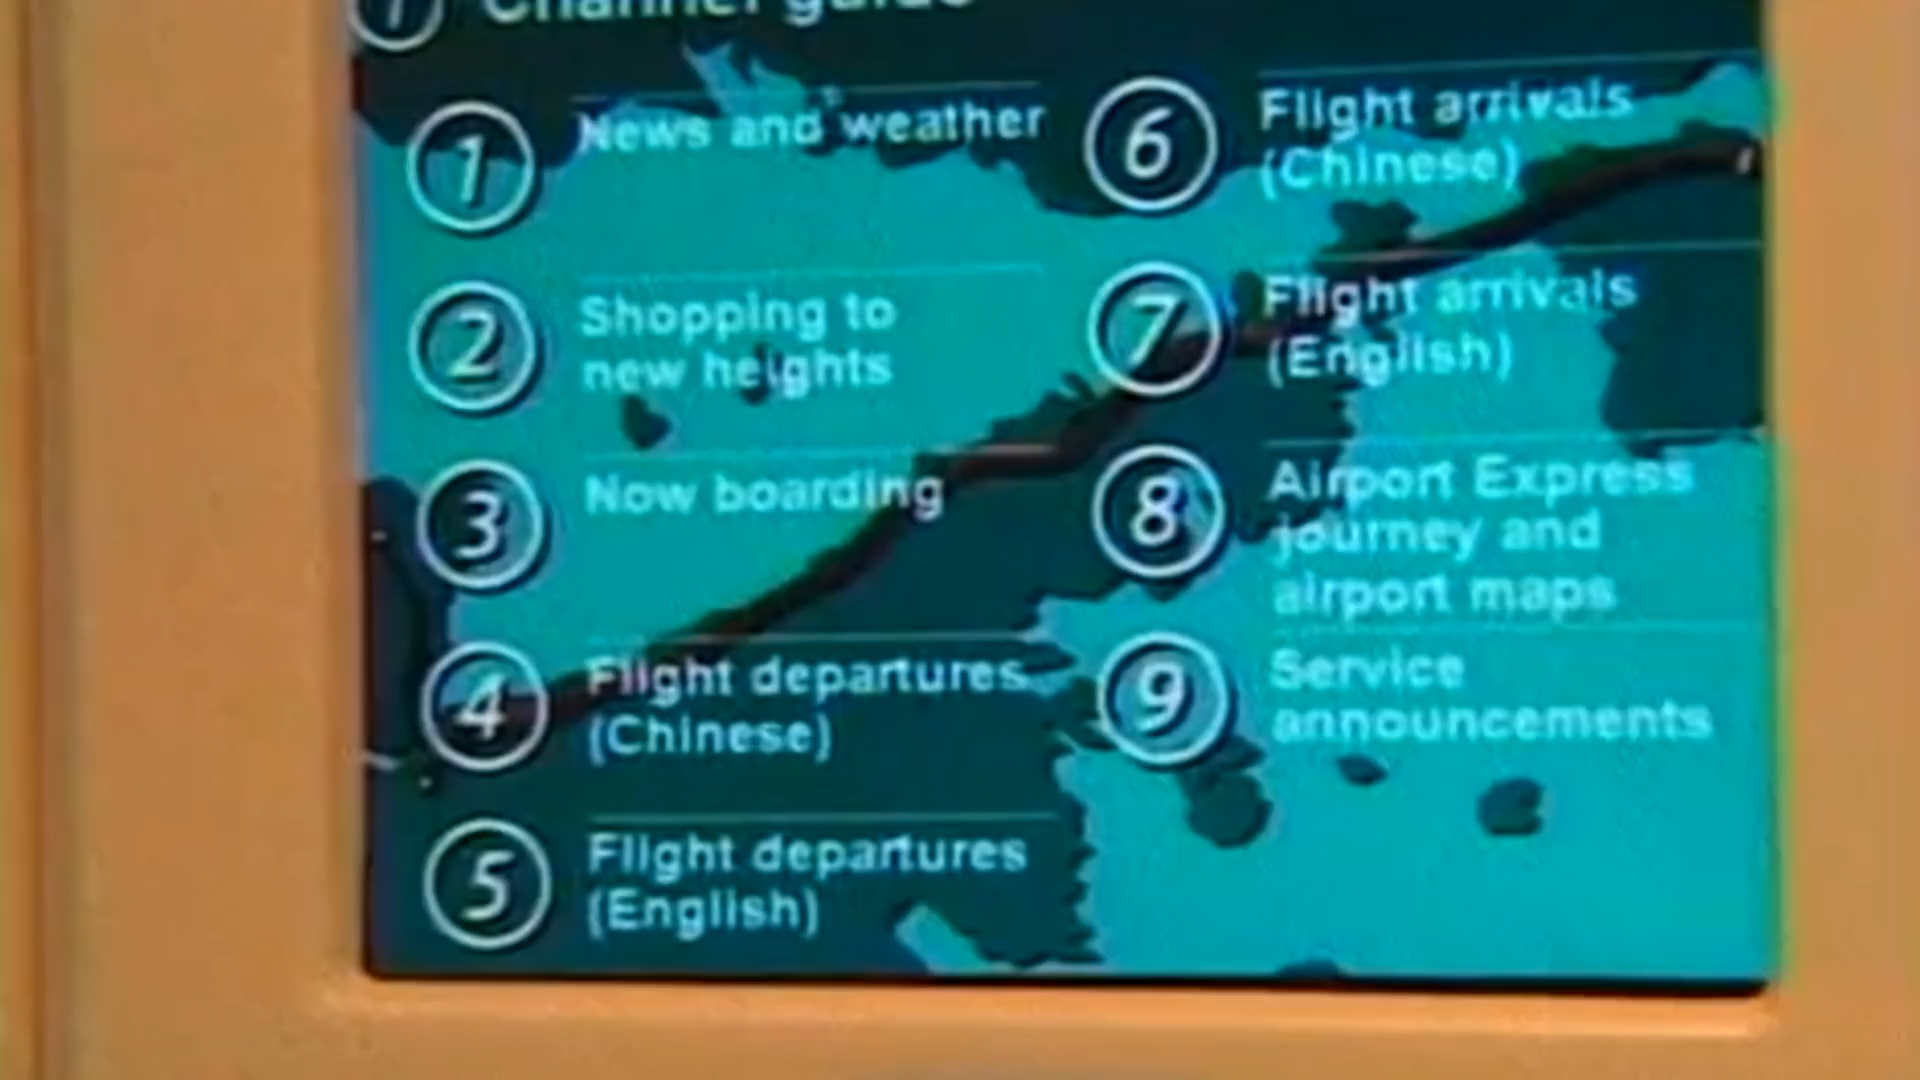 Channel guide
1 News and weather
2 Shopping to
new heights
3 Now boarding
4 Flight departures
(Chinese)
5 Flight departures
(English)
6 Flight arrivals
(Chinese)
7 Flight arrivals
(English)
8 Airport Express
journey and
airport maps
9 Service
announcements